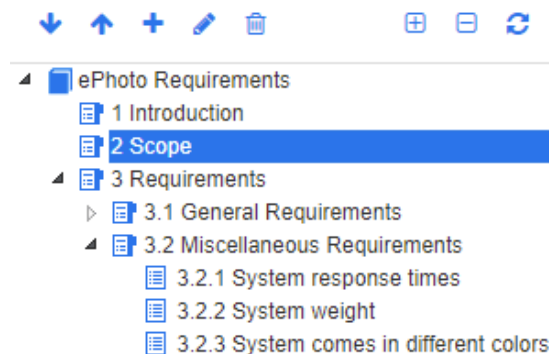 ePhoto Requirements
1 Introduction
2 Scope
3 Requirements
3.1 General Requirements
3.2 Miscellaneous Requirements
3.2.1 System response times
3.2.2 System weight
3.2.3 System comes in different colors